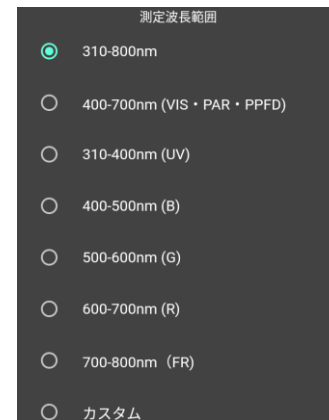 測定波長範囲
310-800nm
400-700nm (VIS・PAR・PPFD)
310-400nm (UV)
400-500nm (B)
500-600nm (G)
600-700nm (R)
700-800nm（FR）
カスタム